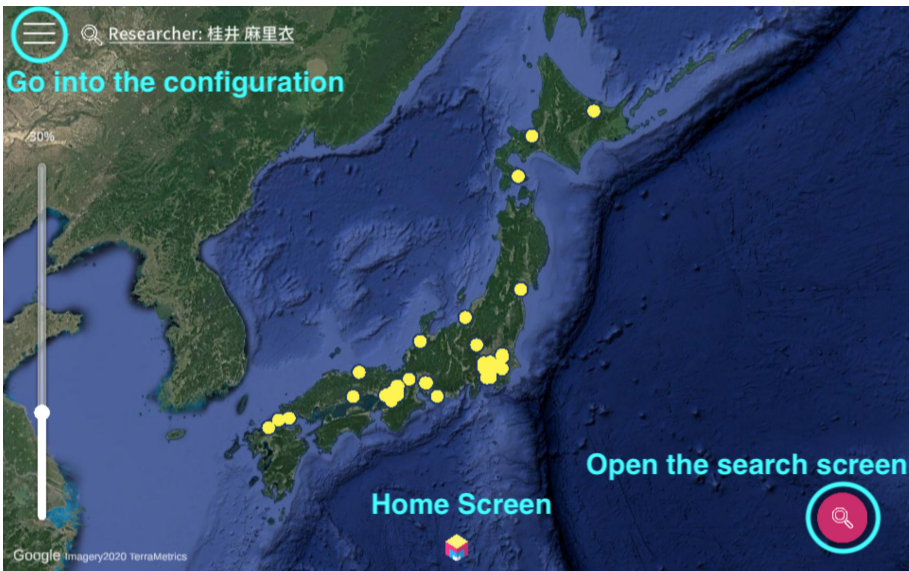 Researcher: 桂井 麻里衣
Go into the configuration
30%
Open the search screen
Home Screen
Google Imagery2020 TerraMetrics